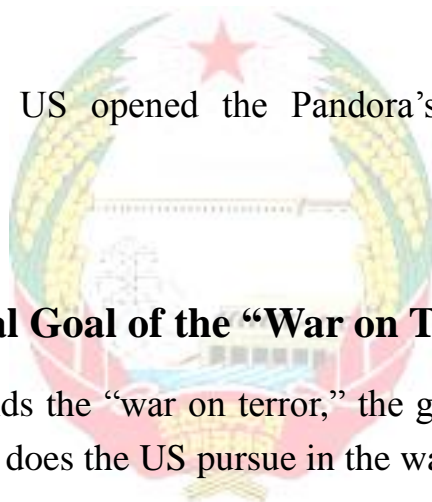 US opened the Pandora’s
al Goal of the “War on T
ds the “war on terror,” the g
does the US pursue in the wa